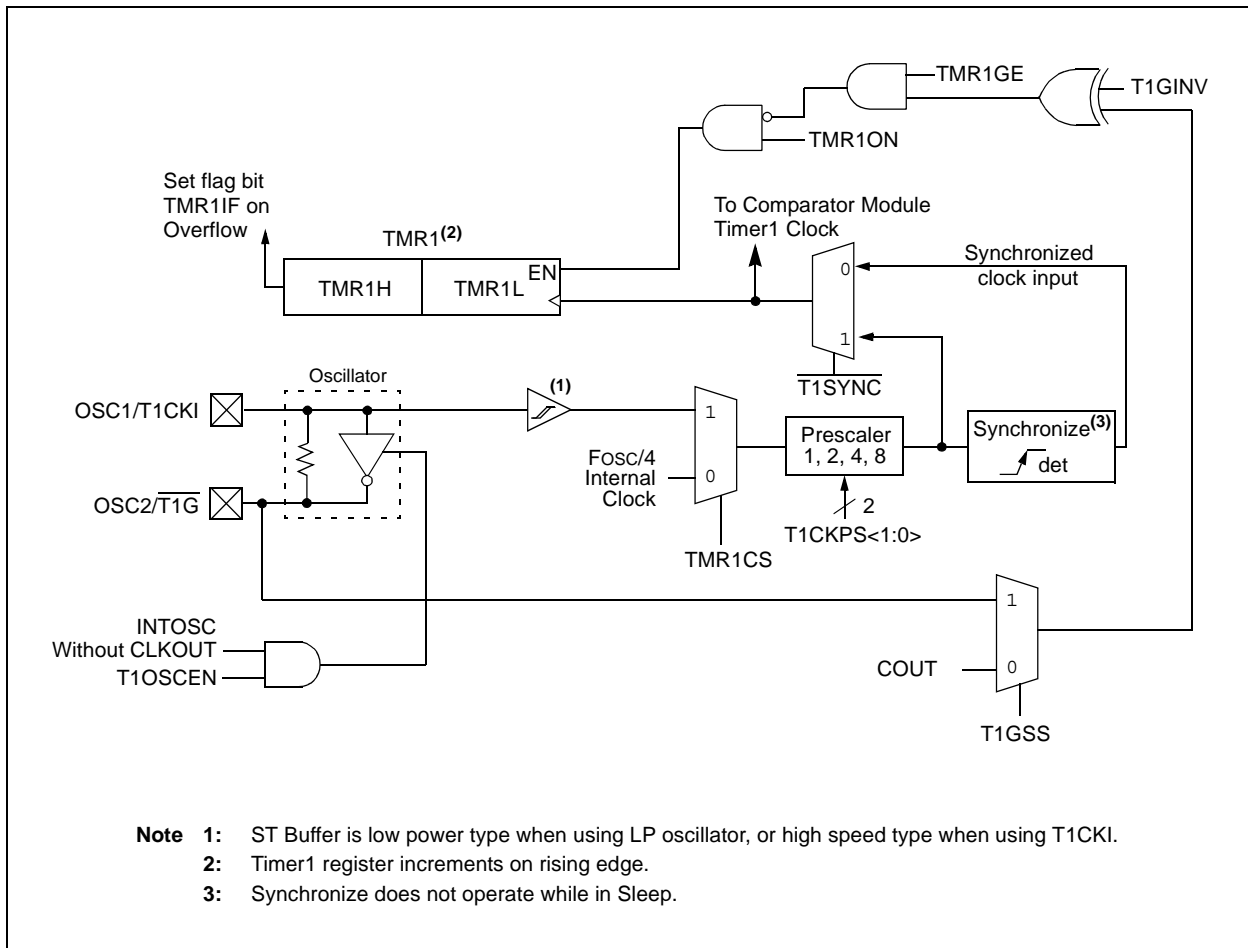 TMR1GE
T1GINV
TMR1ON
Set flag bit
TMR1IF on
Overflow
To Comparator Module
Timer1 Clock
TMR1(2)
EN
TMR1H
TMR1L
0
1
Synchronized
clock input
T1SYNC
Oscillator
(1)
OSC1/T1CKI
OSC2/T1G
1
0
FOSC/4
Internal
Clock
TMR1CS
Prescaler
1, 2, 4, 8
2
T1CKPS<1:0>
Synchronize(3)
det
INTOSC
Without CLKOUT
T1OSCEN
1
0
COUT
T1GSS
Note 1: ST Buffer is low power type when using LP oscillator, or high speed type when using T1CKI.
2: Timer1 register increments on rising edge.
3: Synchronize does not operate while in Sleep.